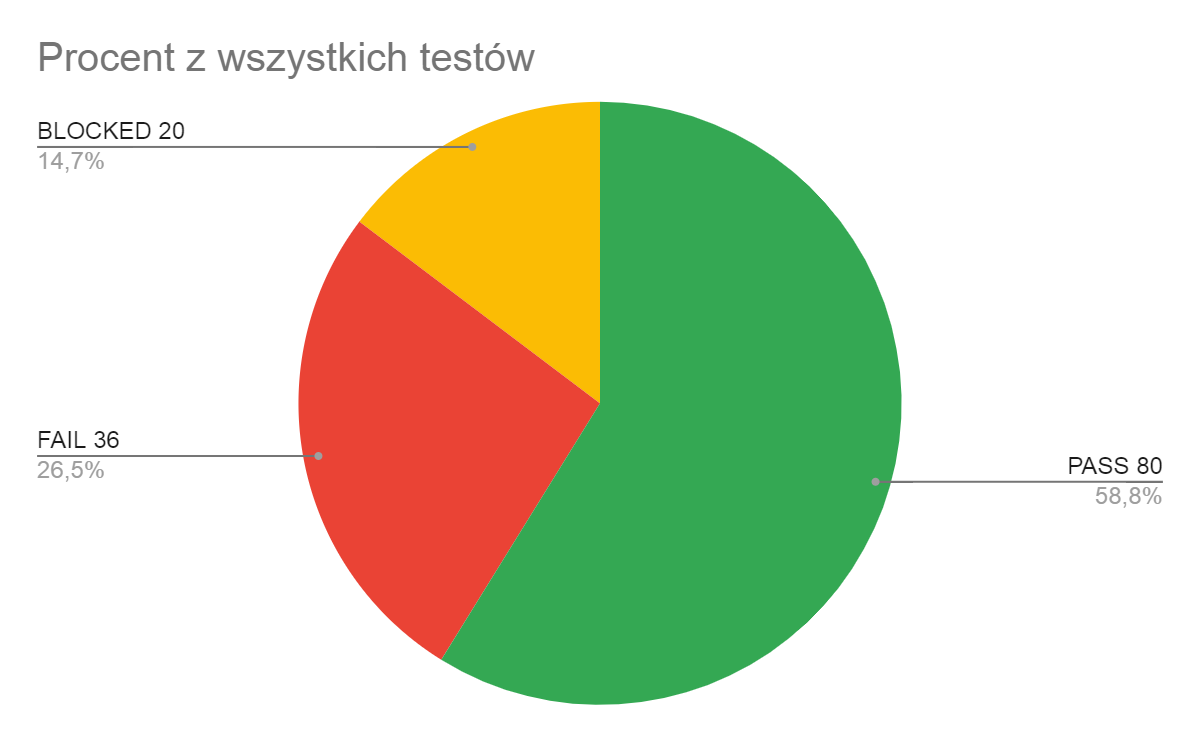 Procent z wszystkich testów
BLOCKED 20
14,7%
FAIL 36
26,5%
PASS 80
58,8%